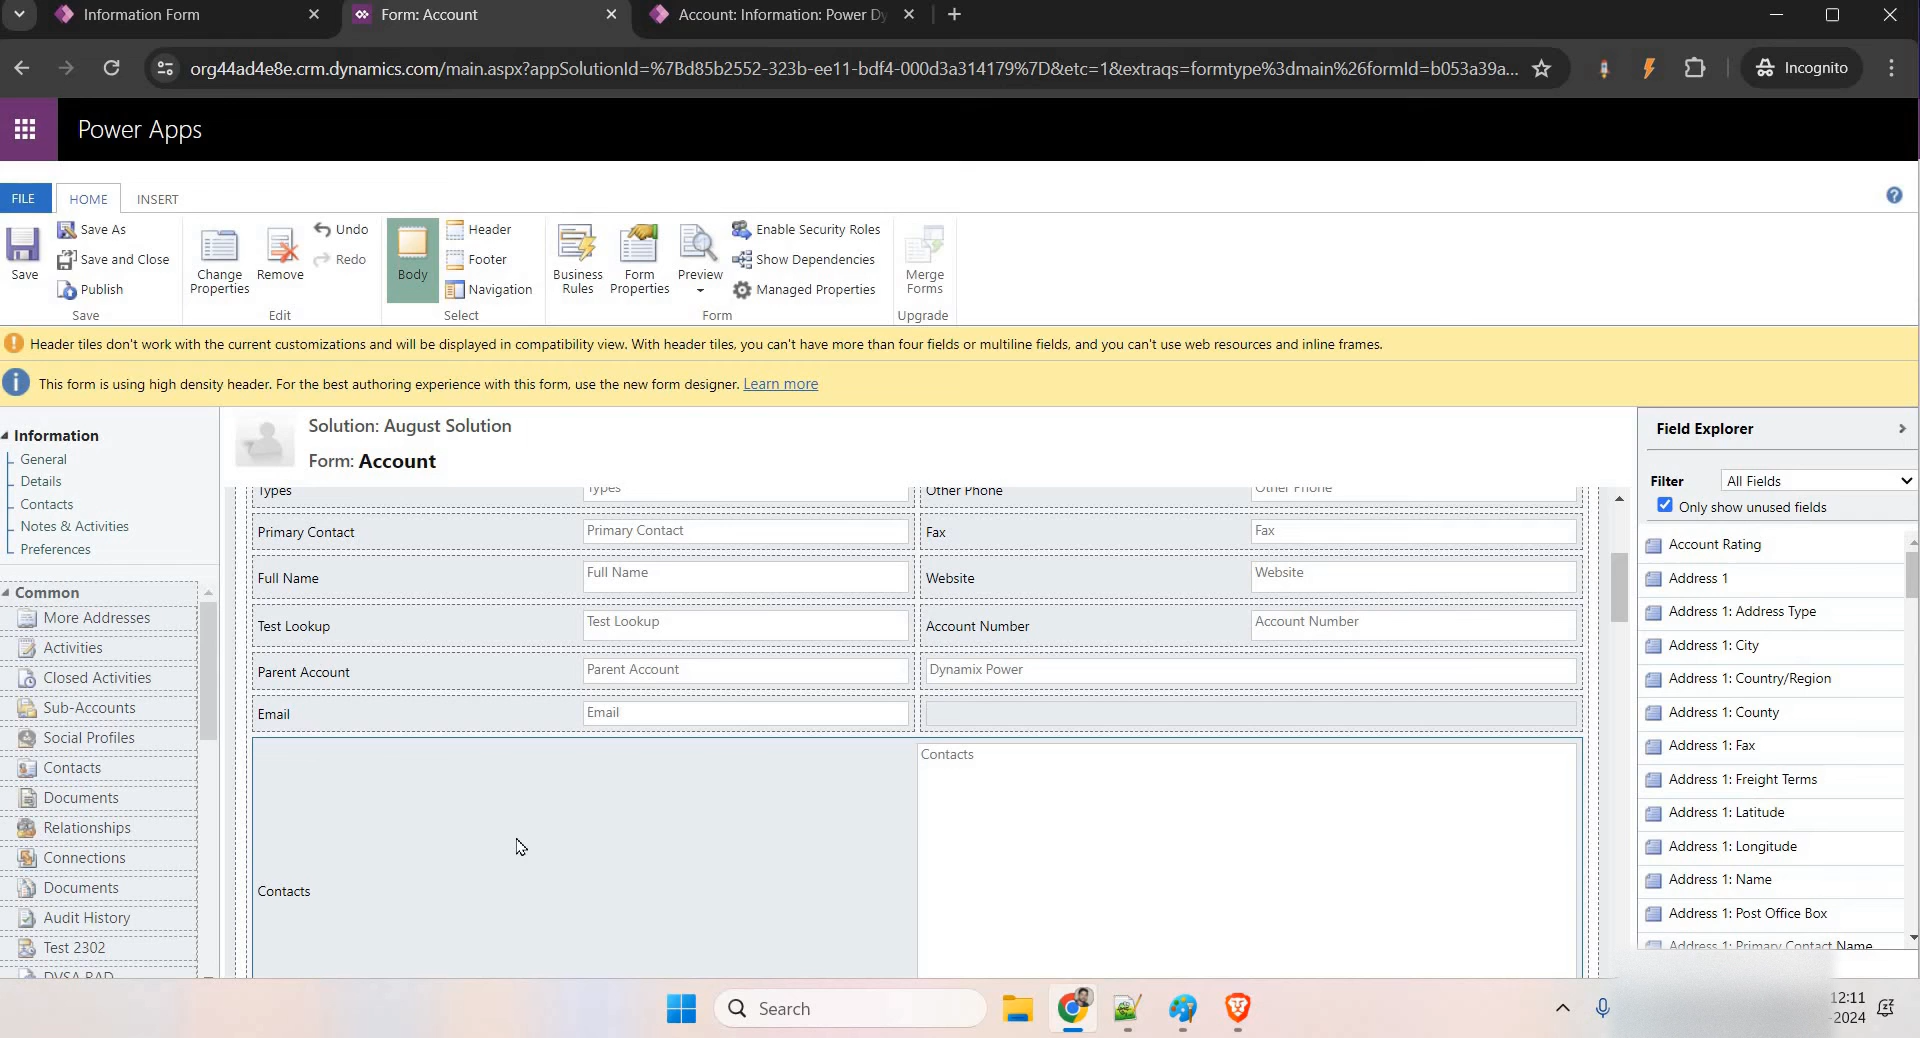 Information Form
Form: Account
Account: Information: Power Dy
org44ad4e8e.crm.dynamics.com/main.aspx?appSolutionId=%7Bd85b2552-323b-ee11-bdf4-000d3a314179%7D&etc=1&extraqs=formtype%3dmain%26formId=b053a39a...
Incognito
Power Apps
FILE
HOME
INSERT
Save
Save As
Save and Close
Publish
Save
Change Properties
Remove
Undo
Redo
Edit
Body
Header
Footer
Navigation
Select
Business Rules
Form Properties
Preview
Enable Security Roles
Show Dependencies
Managed Properties
Form
Merge Forms
Upgrade
Header tiles don't work with the current customizations and will be displayed in compatibility view. With header tiles, you can't have more than four fields or multiline fields, and you can't use web resources and inline frames.
This form is using high density header. For the best authoring experience with this form, use the new form designer. Learn more
Information
General
Details
Contacts
Notes & Activities
Preferences
Common
More Addresses
Activities
Closed Activities
Sub-Accounts
Social Profiles
Contacts
Documents
Relationships
Connections
Documents
Audit History
Test 2302
DVSA RAD
Solution: August Solution
Form: Account
Types Types Other Phone Other Phone
Primary Contact Primary Contact Fax Fax
Full Name Full Name Website Website
Test Lookup Test Lookup Account Number Account Number
Parent Account Parent Account Dynamix Power
Email Email
Contacts
Contacts
Field Explorer
Filter All Fields
Only show unused fields
Account Rating
Address 1
Address 1: Address Type
Address 1: City
Address 1: Country/Region
Address 1: County
Address 1: Fax
Address 1: Freight Terms
Address 1: Latitude
Address 1: Longitude
Address 1: Name
Address 1: Post Office Box
Address 1: Primary Contact Name
Search
12:11
-2024